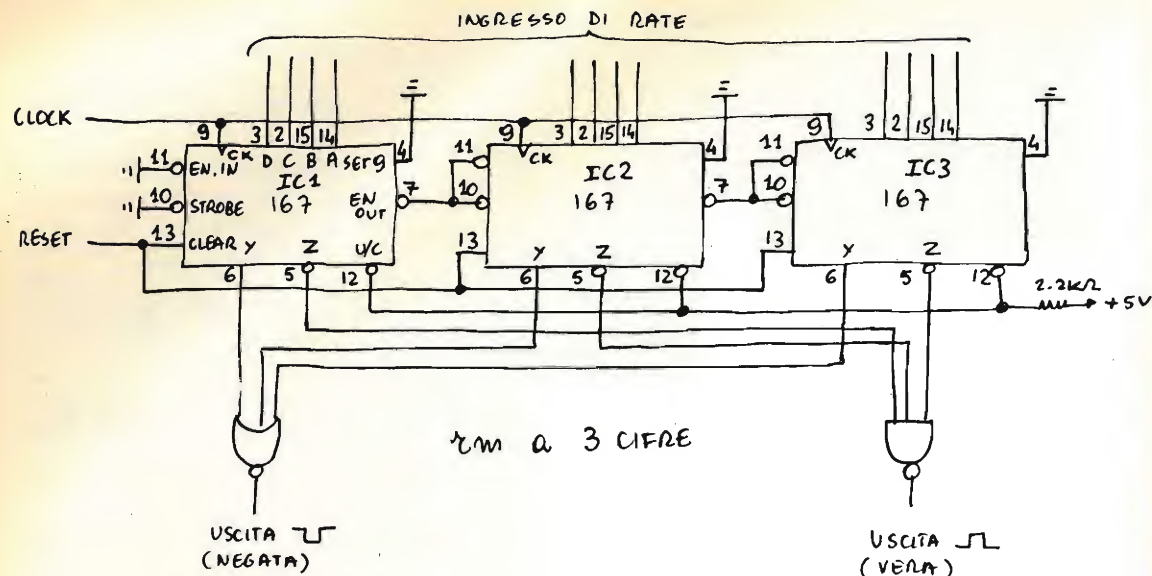 INGRESSO DI RATE
CLOCK
9 3 2 15 14 4
9 3 2 15 14 4
9 3 2 15 14 4
11 EN.IN CK D C B A SET 9
IC1
10 STROBE 167 EN OUT 7
RESET 13 CLEAR Y Z U/C
6 5 12
11 CK
IC2
10 167 7
13 Y Z
6 5 12
11 CK
IC3
10 167
13 Y Z
6 5 12
2.2KΩ
+5V
rm a 3 CIFRE
USCITA
(NEGATA)
USCITA
(VERA)